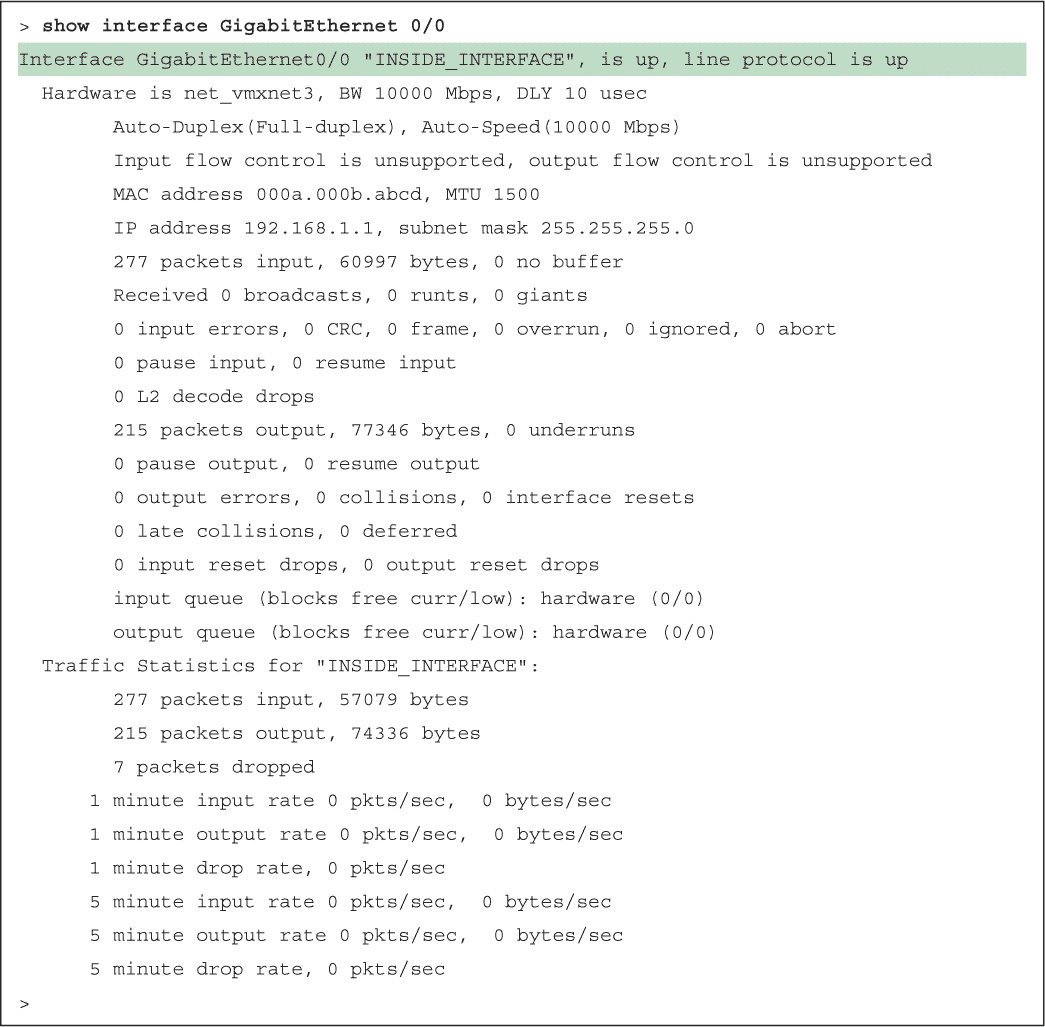 > show interface GigabitEthernet 0/0
Interface GigabitEthernet0/0 "INSIDE_INTERFACE", is up, line protocol is up
Hardware is net_vmxnet3, BW 10000 Mbps, DLY 10 usec
Auto-Duplex(Full-duplex), Auto-Speed(10000 Mbps)
Input flow control is unsupported, output flow control is unsupported
MAC address 000a.000b.abcd, MTU 1500
IP address 192.168.1.1, subnet mask 255.255.255.0
277 packets input, 60997 bytes, 0 no buffer
Received 0 broadcasts, 0 runts, 0 giants
0 input errors, 0 CRC, 0 frame, 0 overrun, 0 ignored, 0 abort
0 pause input, 0 resume input
0 L2 decode drops
215 packets output, 77346 bytes, 0 underruns
0 pause output, 0 resume output
0 output errors, 0 collisions, 0 interface resets
0 late collisions, 0 deferred
0 input reset drops, 0 output reset drops
input queue (blocks free curr/low): hardware (0/0)
output queue (blocks free curr/low): hardware (0/0)
Traffic Statistics for "INSIDE_INTERFACE":
277 packets input, 57079 bytes
215 packets output, 74336 bytes
7 packets dropped
1 minute input rate 0 pkts/sec,  0 bytes/sec
1 minute output rate 0 pkts/sec,  0 bytes/sec
1 minute drop rate, 0 pkts/sec
5 minute input rate 0 pkts/sec,  0 bytes/sec
5 minute output rate 0 pkts/sec,  0 bytes/sec
5 minute drop rate, 0 pkts/sec
>